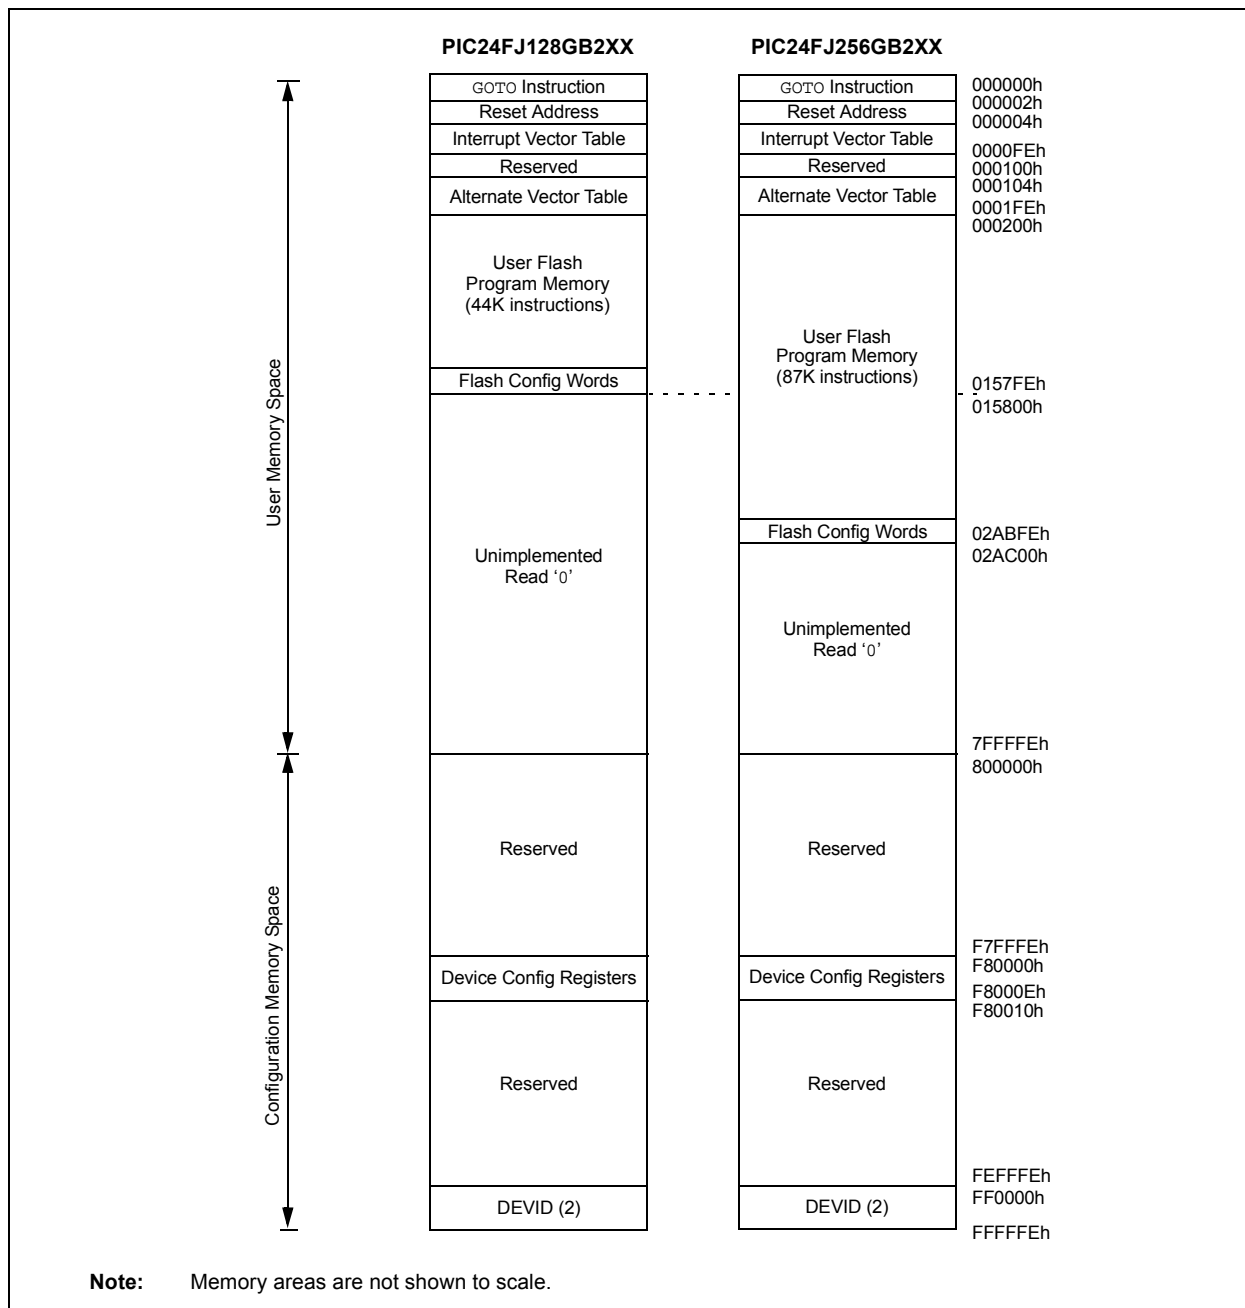 PIC24FJ128GB2XX
PIC24FJ256GB2XX
GOTO Instruction
GOTO Instruction
000000h
Reset Address
Reset Address
000002h
000004h
Interrupt Vector Table
Interrupt Vector Table
0000FEh
Reserved
Reserved
000100h
000104h
Alternate Vector Table
Alternate Vector Table
0001FEh
000200h
User Flash
Program Memory
(44K instructions)
User Flash
Program Memory
(87K instructions)
Flash Config Words
0157FEh
015800h
User Memory Space
Flash Config Words
02ABFEh
02AC00h
Unimplemented
Read ‘0’
Unimplemented
Read ‘0’
7FFFFEh
800000h
Reserved
Reserved
F7FFFEh
F80000h
Device Config Registers
Device Config Registers
F8000Eh
F80010h
Configuration Memory Space
Reserved
Reserved
FEFFFEh
FF0000h
DEVID (2)
DEVID (2)
FFFFFEh
Note: Memory areas are not shown to scale.